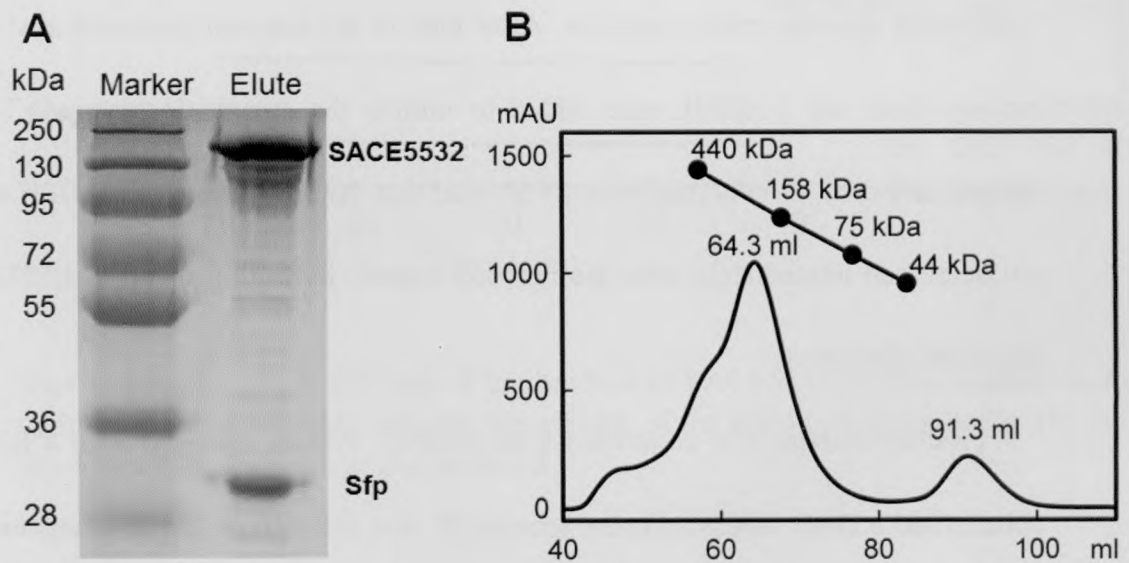 A
kDa Marker Elute
250
130
95
72
55
36
28
SACE5532
Sfp
B
mAU
1500
1000
500
0
440 kDa
158 kDa
75 kDa
44 kDa
64.3 ml
91.3 ml
40 60 80 100 ml